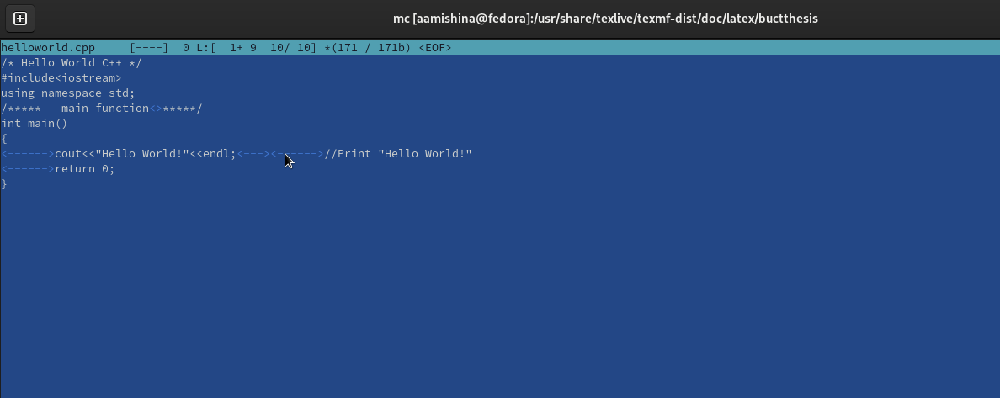 mc [aamishina@fedora]:/usr/share/texlive/texmf-dist/doc/latex/buctthesis
helloworld.cpp     [----]  0 L:[  1+ 9  10/ 10] *(171 / 171b) <EOF>
/* Hello World C++ */
#include<iostream>
using namespace std;
/*****   main function<>*****/
int main()
{
<------>cout<<"Hello World!"<<endl;<---><------>//Print "Hello World!"
<------>return 0;
}